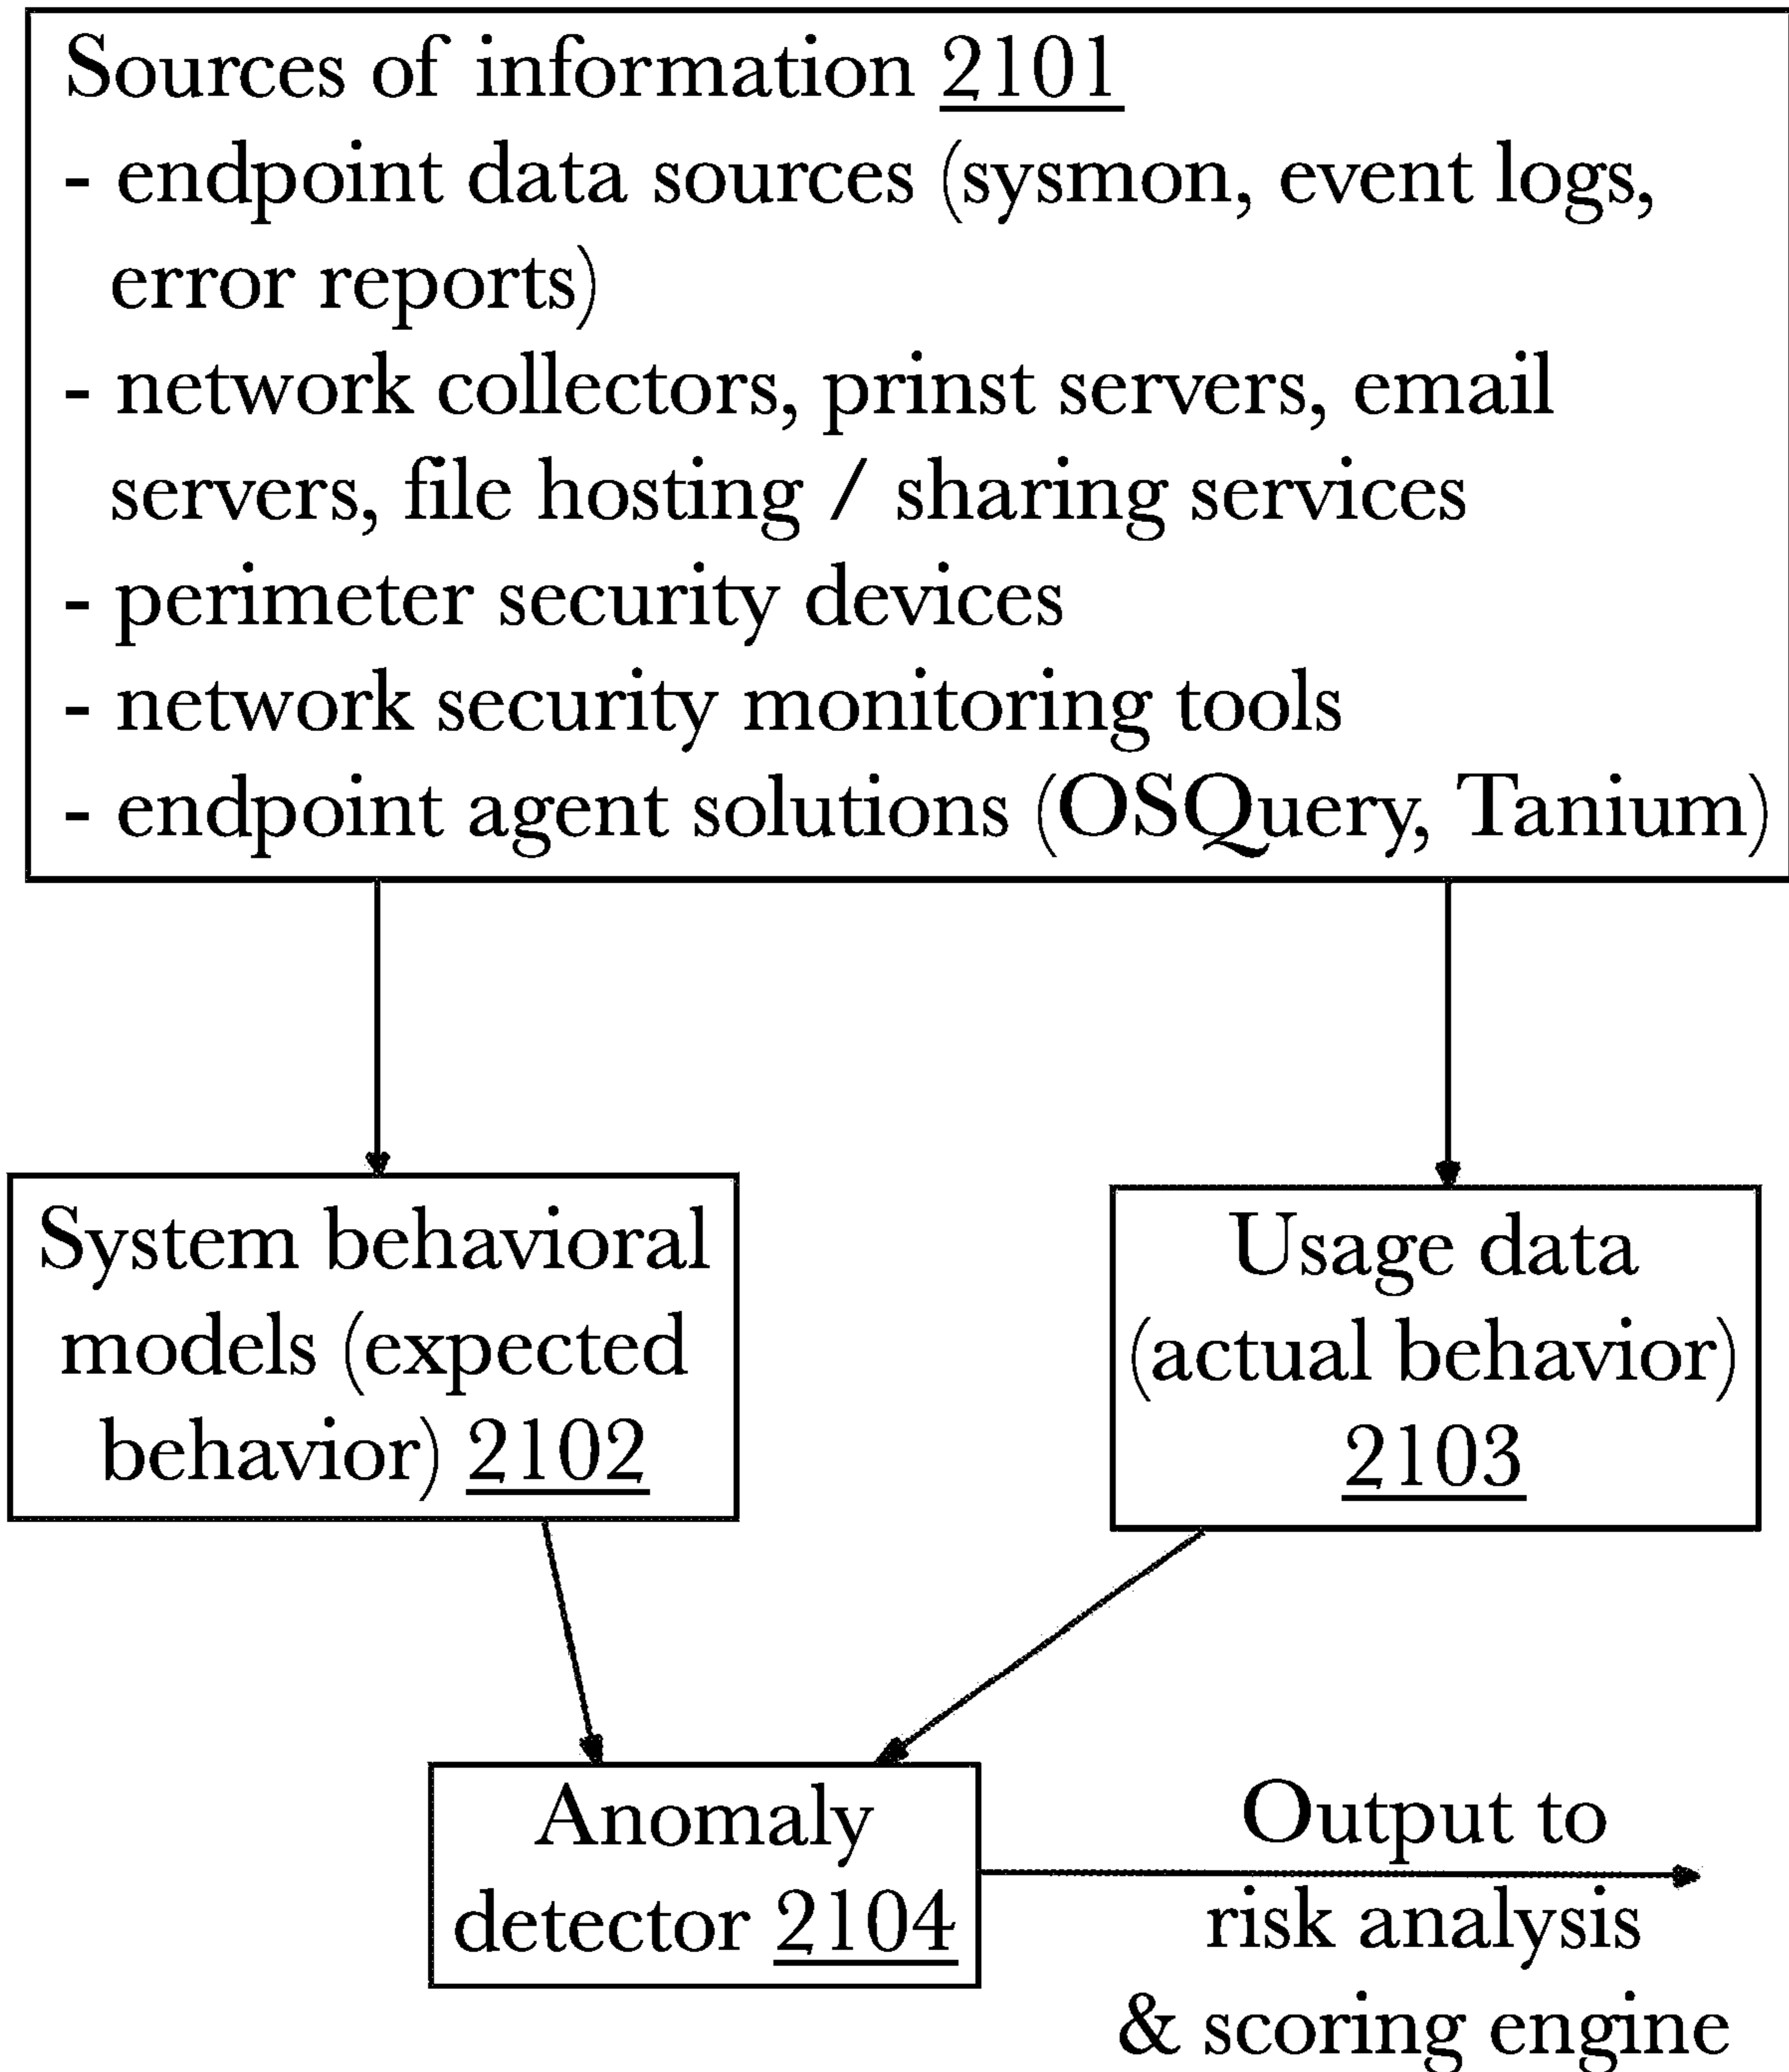 Sources of information 2101
- endpoint data sources (sysmon, event logs,
error reports)
- network collectors, prinst servers, email
servers, file hosting / sharing services
- perimeter security devices
- network security monitoring tools
- endpoint agent solutions (OSQuery, Tanium)
System behavioral
models (expected
behavior) 2102
Usage data
(actual behavior)
2103
Anomaly
detector 2104
Output to
risk analysis
& scoring engine